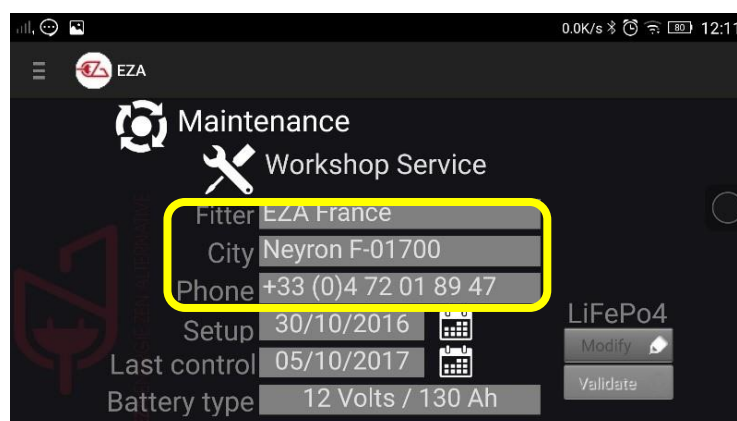 0.0K/s 80 12:11
EZA
Maintenance
Workshop Service
Fitter EZA France
City Neyron F-01700
Phone +33 (0)4 72 01 89 47
Setup 30/10/2016
LiFePo4
Last control 05/10/2017
Modify
Battery type 12 Volts / 130 Ah
Validate